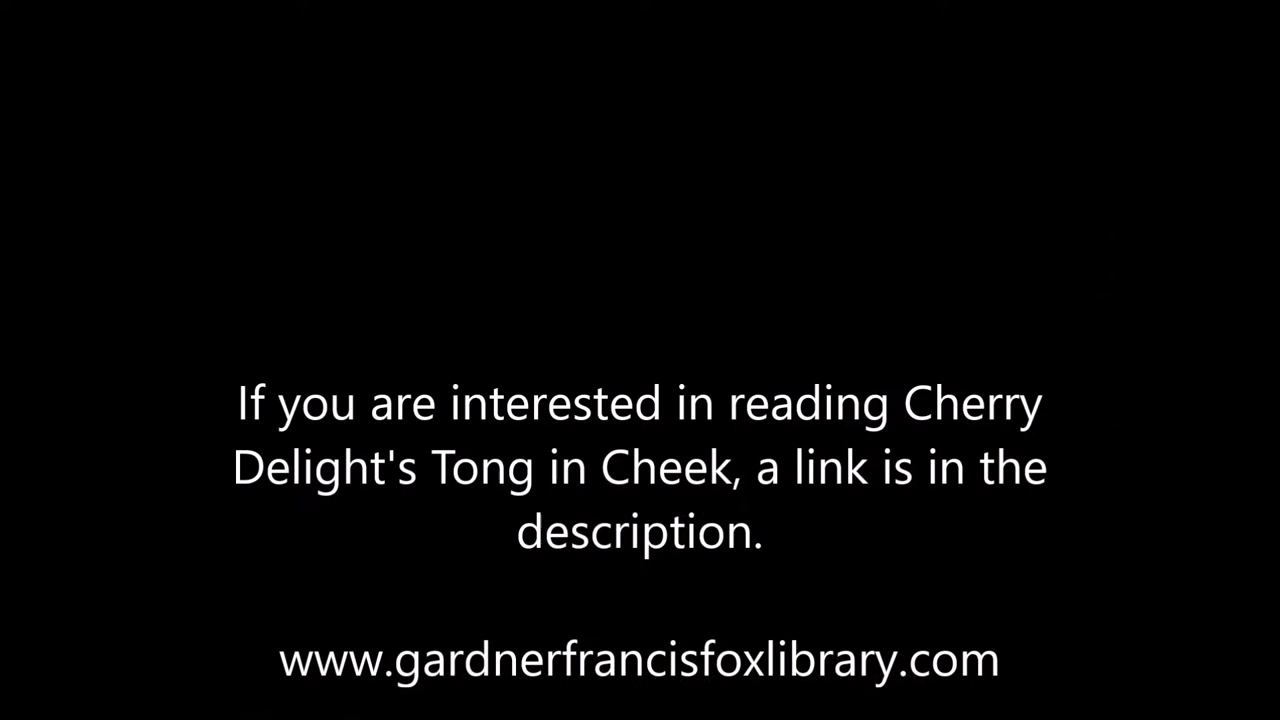 If you are interested in reading Cherry
Delight's Tong in Cheek, a link is in the
description.
www.gardnerfrancisfoxlibrary.com